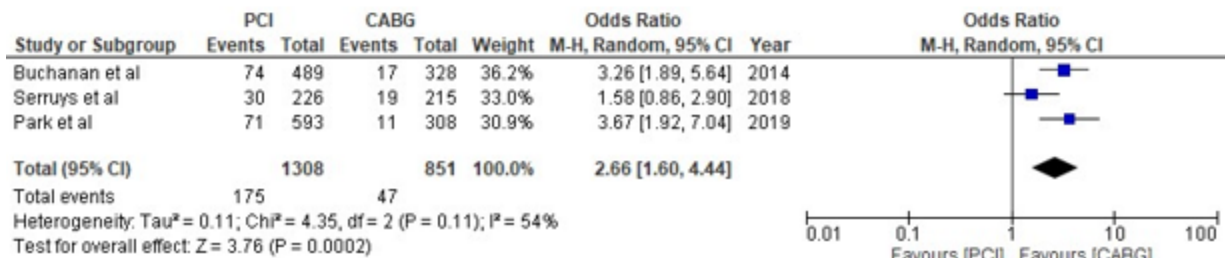 PCI CABG Odds Ratio Odds Ratio
Study or Subgroup Events Total Events Total Weight M-H, Random, 95% CI Year M-H, Random, 95% CI
Buchanan et al 74 489 17 328 36.2% 3.26 [1.89, 5.64] 2014
Serruys et al 30 226 19 215 33.0% 1.58 [0.86, 2.90] 2018
Park et al 71 593 11 308 30.9% 3.67 [1.92, 7.04] 2019
Total (95% CI) 1308 851 100.0% 2.66 [1.60, 4.44]
Total events 175 47
Heterogeneity: Tau² = 0.11; Chi² = 4.35, df = 2 (P = 0.11); I² = 54%
Test for overall effect: Z = 3.76 (P = 0.0002)
0.01 0.1 1 10 100
Favours [PCI] Favours [CABG]